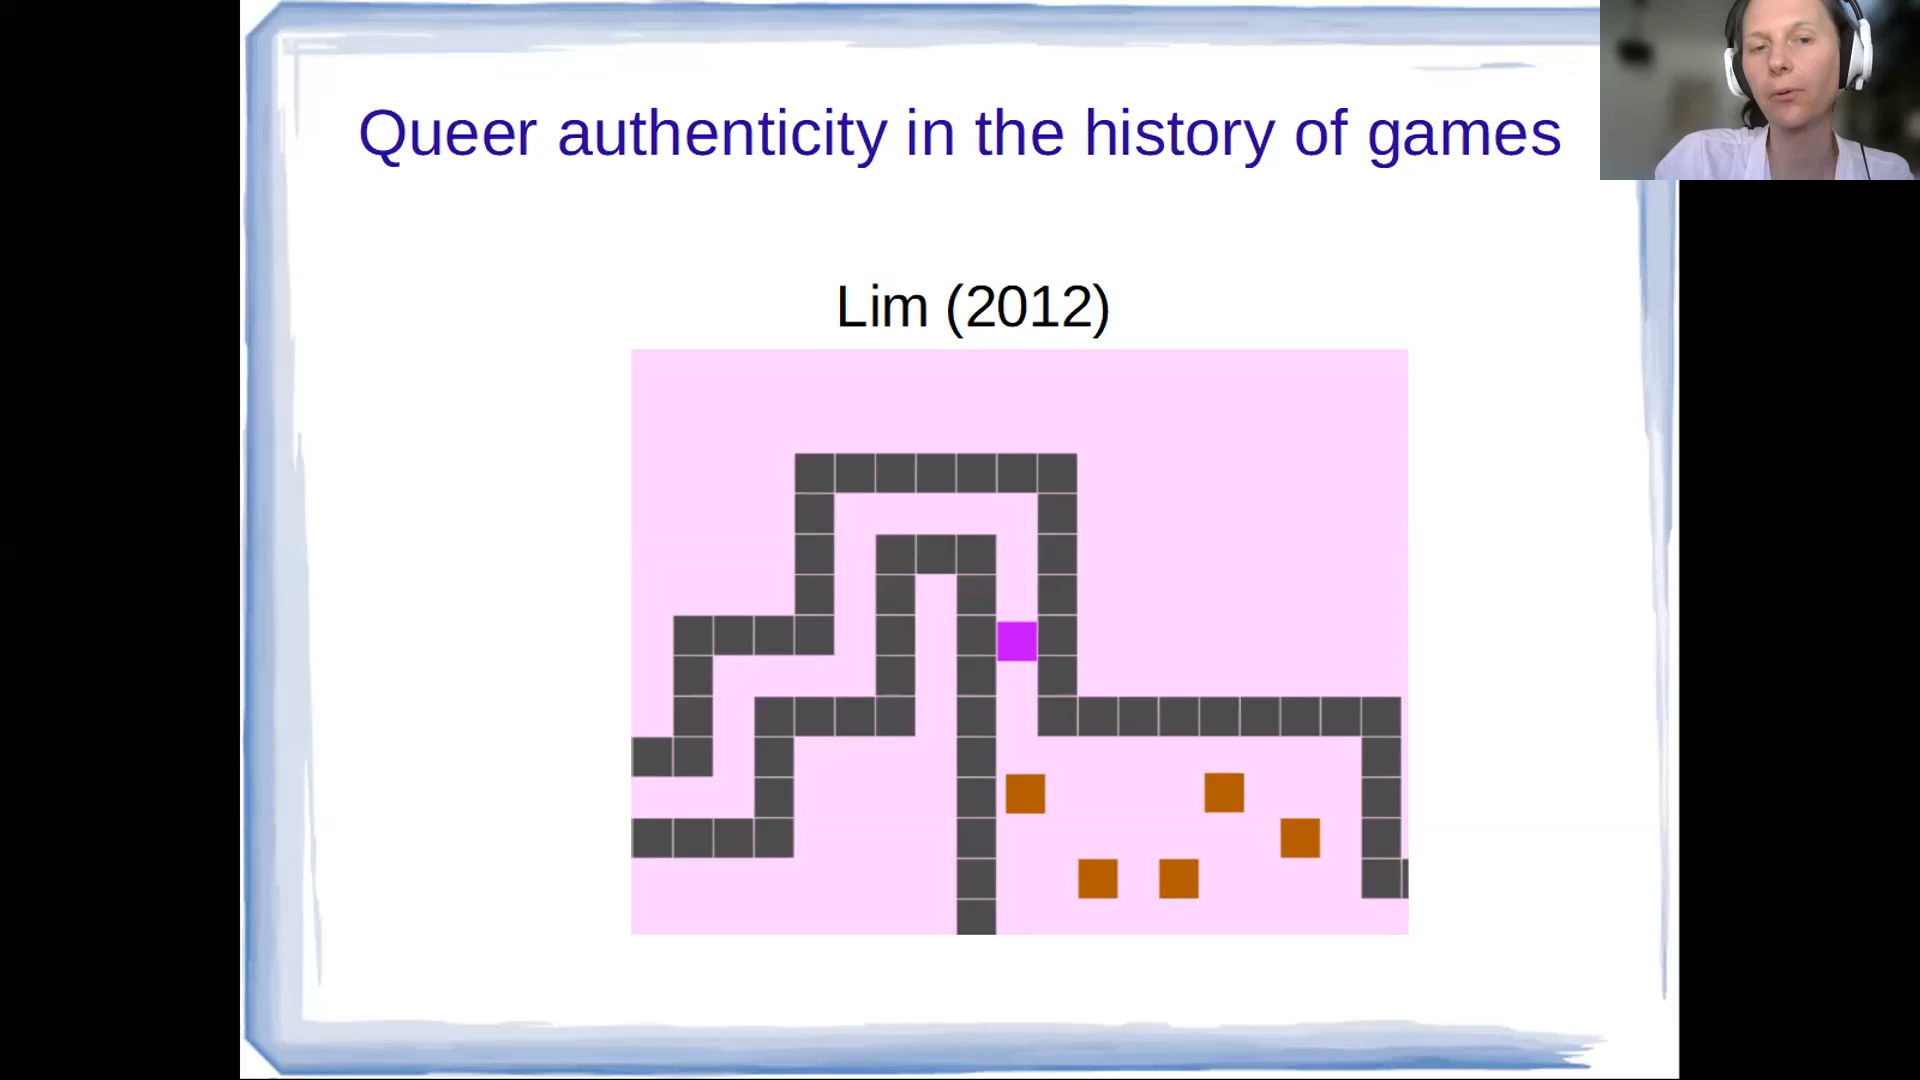 Queer authenticity in the history of games
Lim (2012)